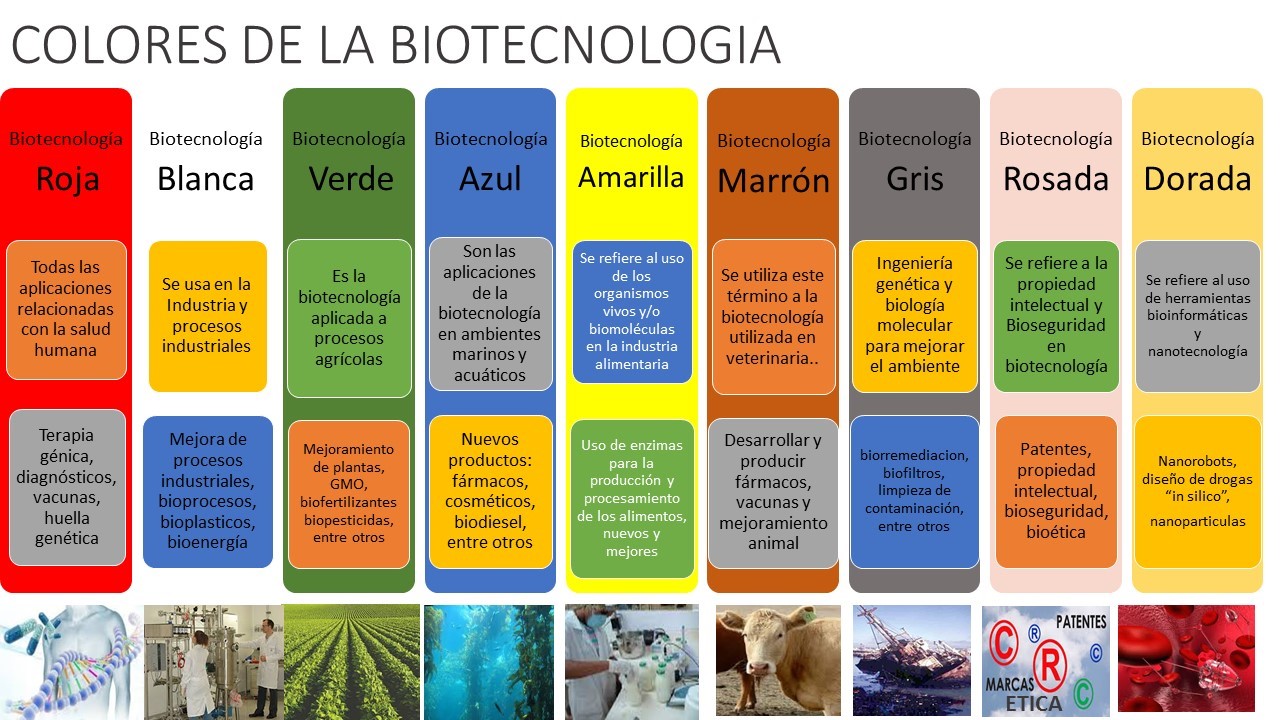 COLORES DE LA BIOTECNOLOGIA
Biotecnología
Roja
Todas las
aplicaciones
relacionadas
con la salud
humana
Terapia
génica,
diagnósticos,
vacunas,
huella
genética
Biotecnología
Blanca
Se usa en la
Industria y
procesos
industriales
Mejora de
procesos
industriales,
bioprocesos,
bioplasticos,
bioenergía
Biotecnología
Verde
Es la
biotecnología
aplicada a
procesos
agrícolas
Mejoramiento
de plantas,
GMO,
biofertilizantes
biopesticidas,
entre otros
Biotecnología
Azul
Son las
aplicaciones
de la
biotecnología
en ambientes
marinos y
acuáticos
Nuevos
productos:
fármacos,
cosméticos,
biodiesel,
entre otros
Biotecnología
Amarilla
Se refiere al uso
de los
organismos
vivos y/o
biomoléculas
en la industria
alimentaria
Uso de enzimas
para la
producción y
procesamiento
de los alimentos,
nuevos y
mejores
Biotecnología
Marrón
Se utiliza este
término a la
biotecnología
utilizada en
veterinaria..
Desarrollar y
producir
fármacos,
vacunas y
mejoramiento
animal
Biotecnología
Gris
Ingeniería
genética y
biología
molecular
para mejorar
el ambiente
biorremediacion,
biofiltros,
limpieza de
contaminación,
entre otros
Biotecnología
Rosada
Se refiere a la
propiedad
intelectual y
Bioseguridad
en
biotecnología
Patentes,
propiedad
intelectual,
bioseguridad,
bioética
Biotecnología
Dorada
Se refiere al uso
de herramientas
bioinformáticas
y
nanotecnología
Nanorobots,
diseño de drogas
“in silico”,
nanoparticulas
PATENTES
C R R C C
MARCAS
ETICA